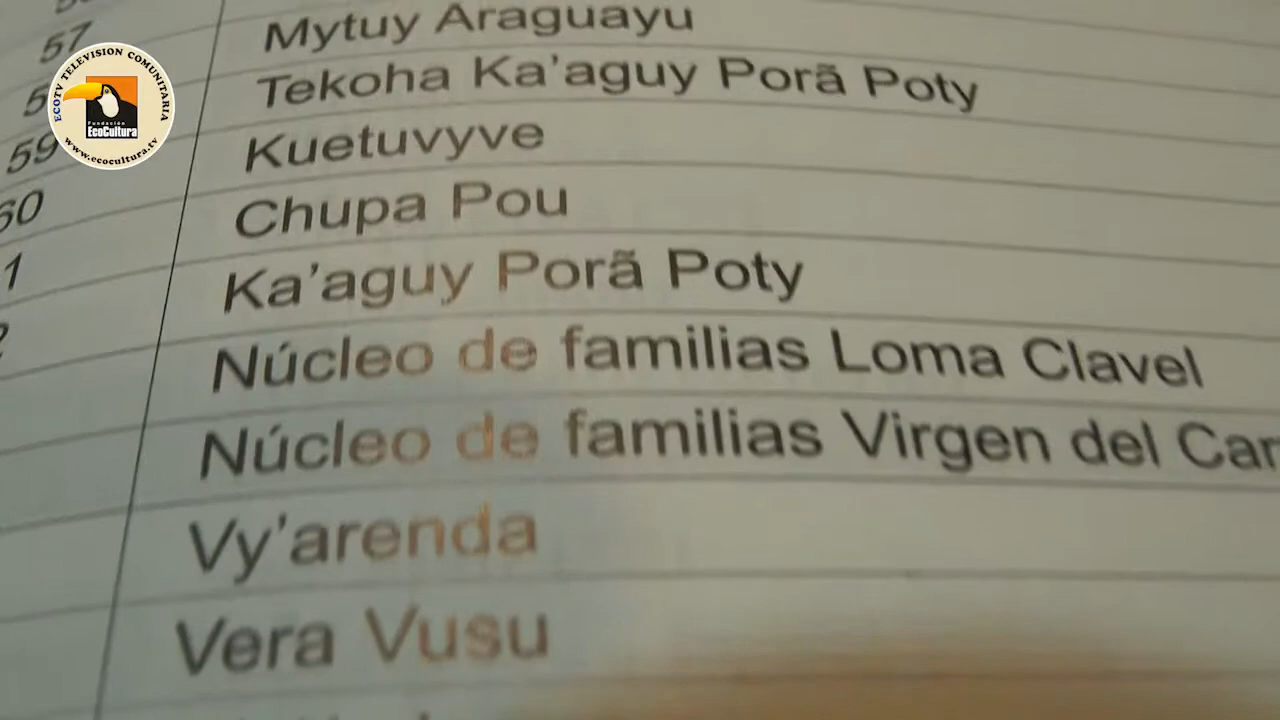 57 Mytuy Araguayu
Tekoha Ka'aguy Porã Poty
59 Kuetuvyve
60 Chupa Pou
1 Ka'aguy Porã Poty
Núcleo de familias Loma Clavel
Núcleo de familias Virgen del Car
Vy'arenda
Vera Vusu
ECOTV TELEVISION COMUNITARIA
Fundación
EcoCultura
www.ecocultura.tv